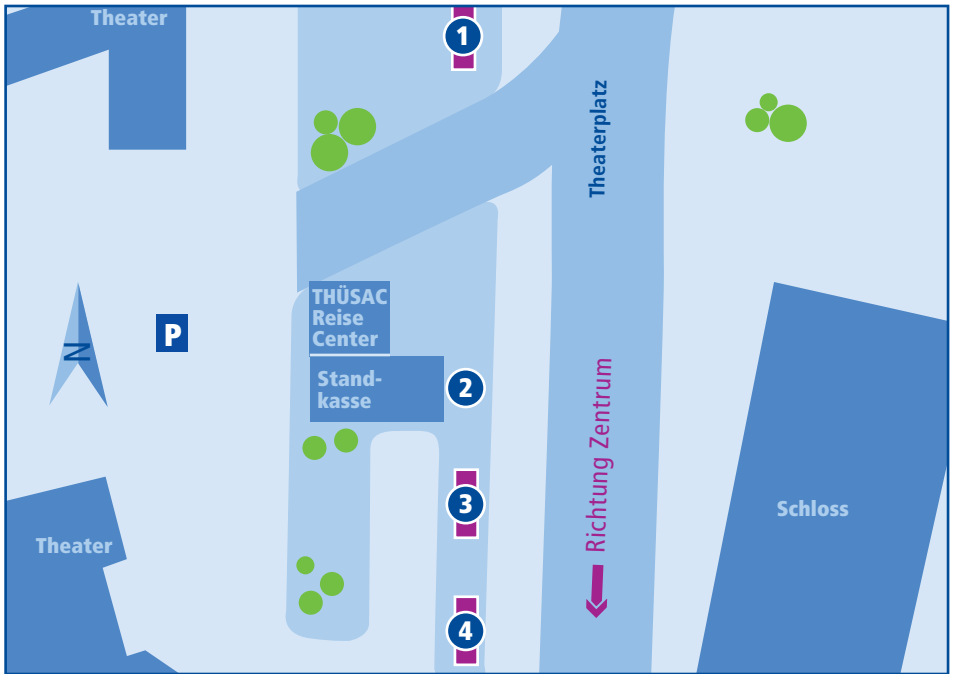 Theater
1
Theaterplatz
THÜSAC
Reise
Center
P
N
Stand-
kasse
2
Richtung Zentrum
3
Schloss
Theater
4